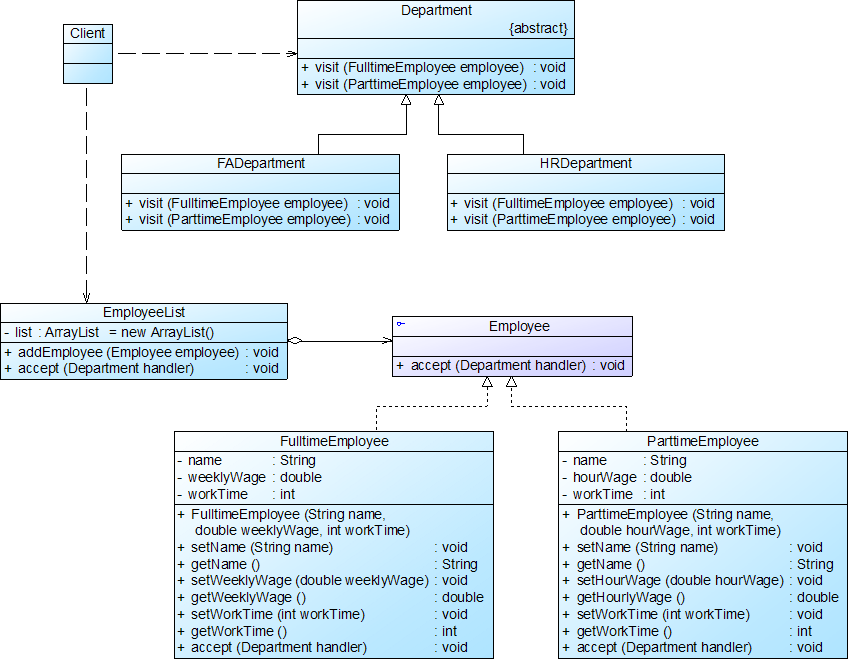 Client
Department
{abstract}
+ visit (FulltimeEmployee employee) : void
+ visit (ParttimeEmployee employee) : void
FADepartment
+ visit (FulltimeEmployee employee) : void
+ visit (ParttimeEmployee employee) : void
HRDepartment
+ visit (FulltimeEmployee employee) : void
+ visit (ParttimeEmployee employee) : void
EmployeeList
- list : ArrayList = new ArrayList()
+ addEmployee (Employee employee) : void
+ accept (Department handler) : void
Employee
+ accept (Department handler) : void
FulltimeEmployee
- name : String
- weeklyWage : double
- workTime : int
+ FulltimeEmployee (String name,
double weeklyWage, int workTime)
+ setName (String name) : void
+ getName () : String
+ setWeeklyWage (double weeklyWage) : void
+ getWeeklyWage () : double
+ setWorkTime (int workTime) : void
+ getWorkTime () : int
+ accept (Department handler) : void
ParttimeEmployee
- name : String
- hourWage : double
- workTime : int
+ ParttimeEmployee (String name,
double hourWage, int workTime)
+ setName (String name) : void
+ getName () : String
+ setHourWage (double hourWage) : void
+ getHourlyWage () : double
+ setWorkTime (int workTime) : void
+ getWorkTime () : int
+ accept (Department handler) : void